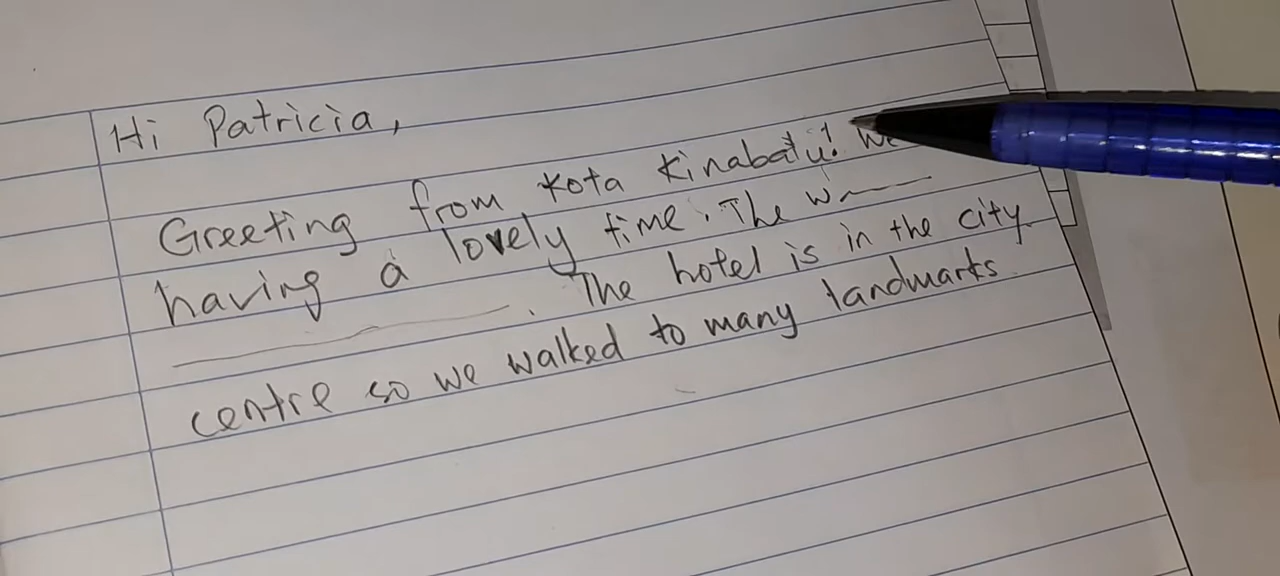 Hi Patricia,
Greeting from Kota Kinabalu! We
having a lovely time. The w
. The hotel is in the city
centre so we walked to many landmarks